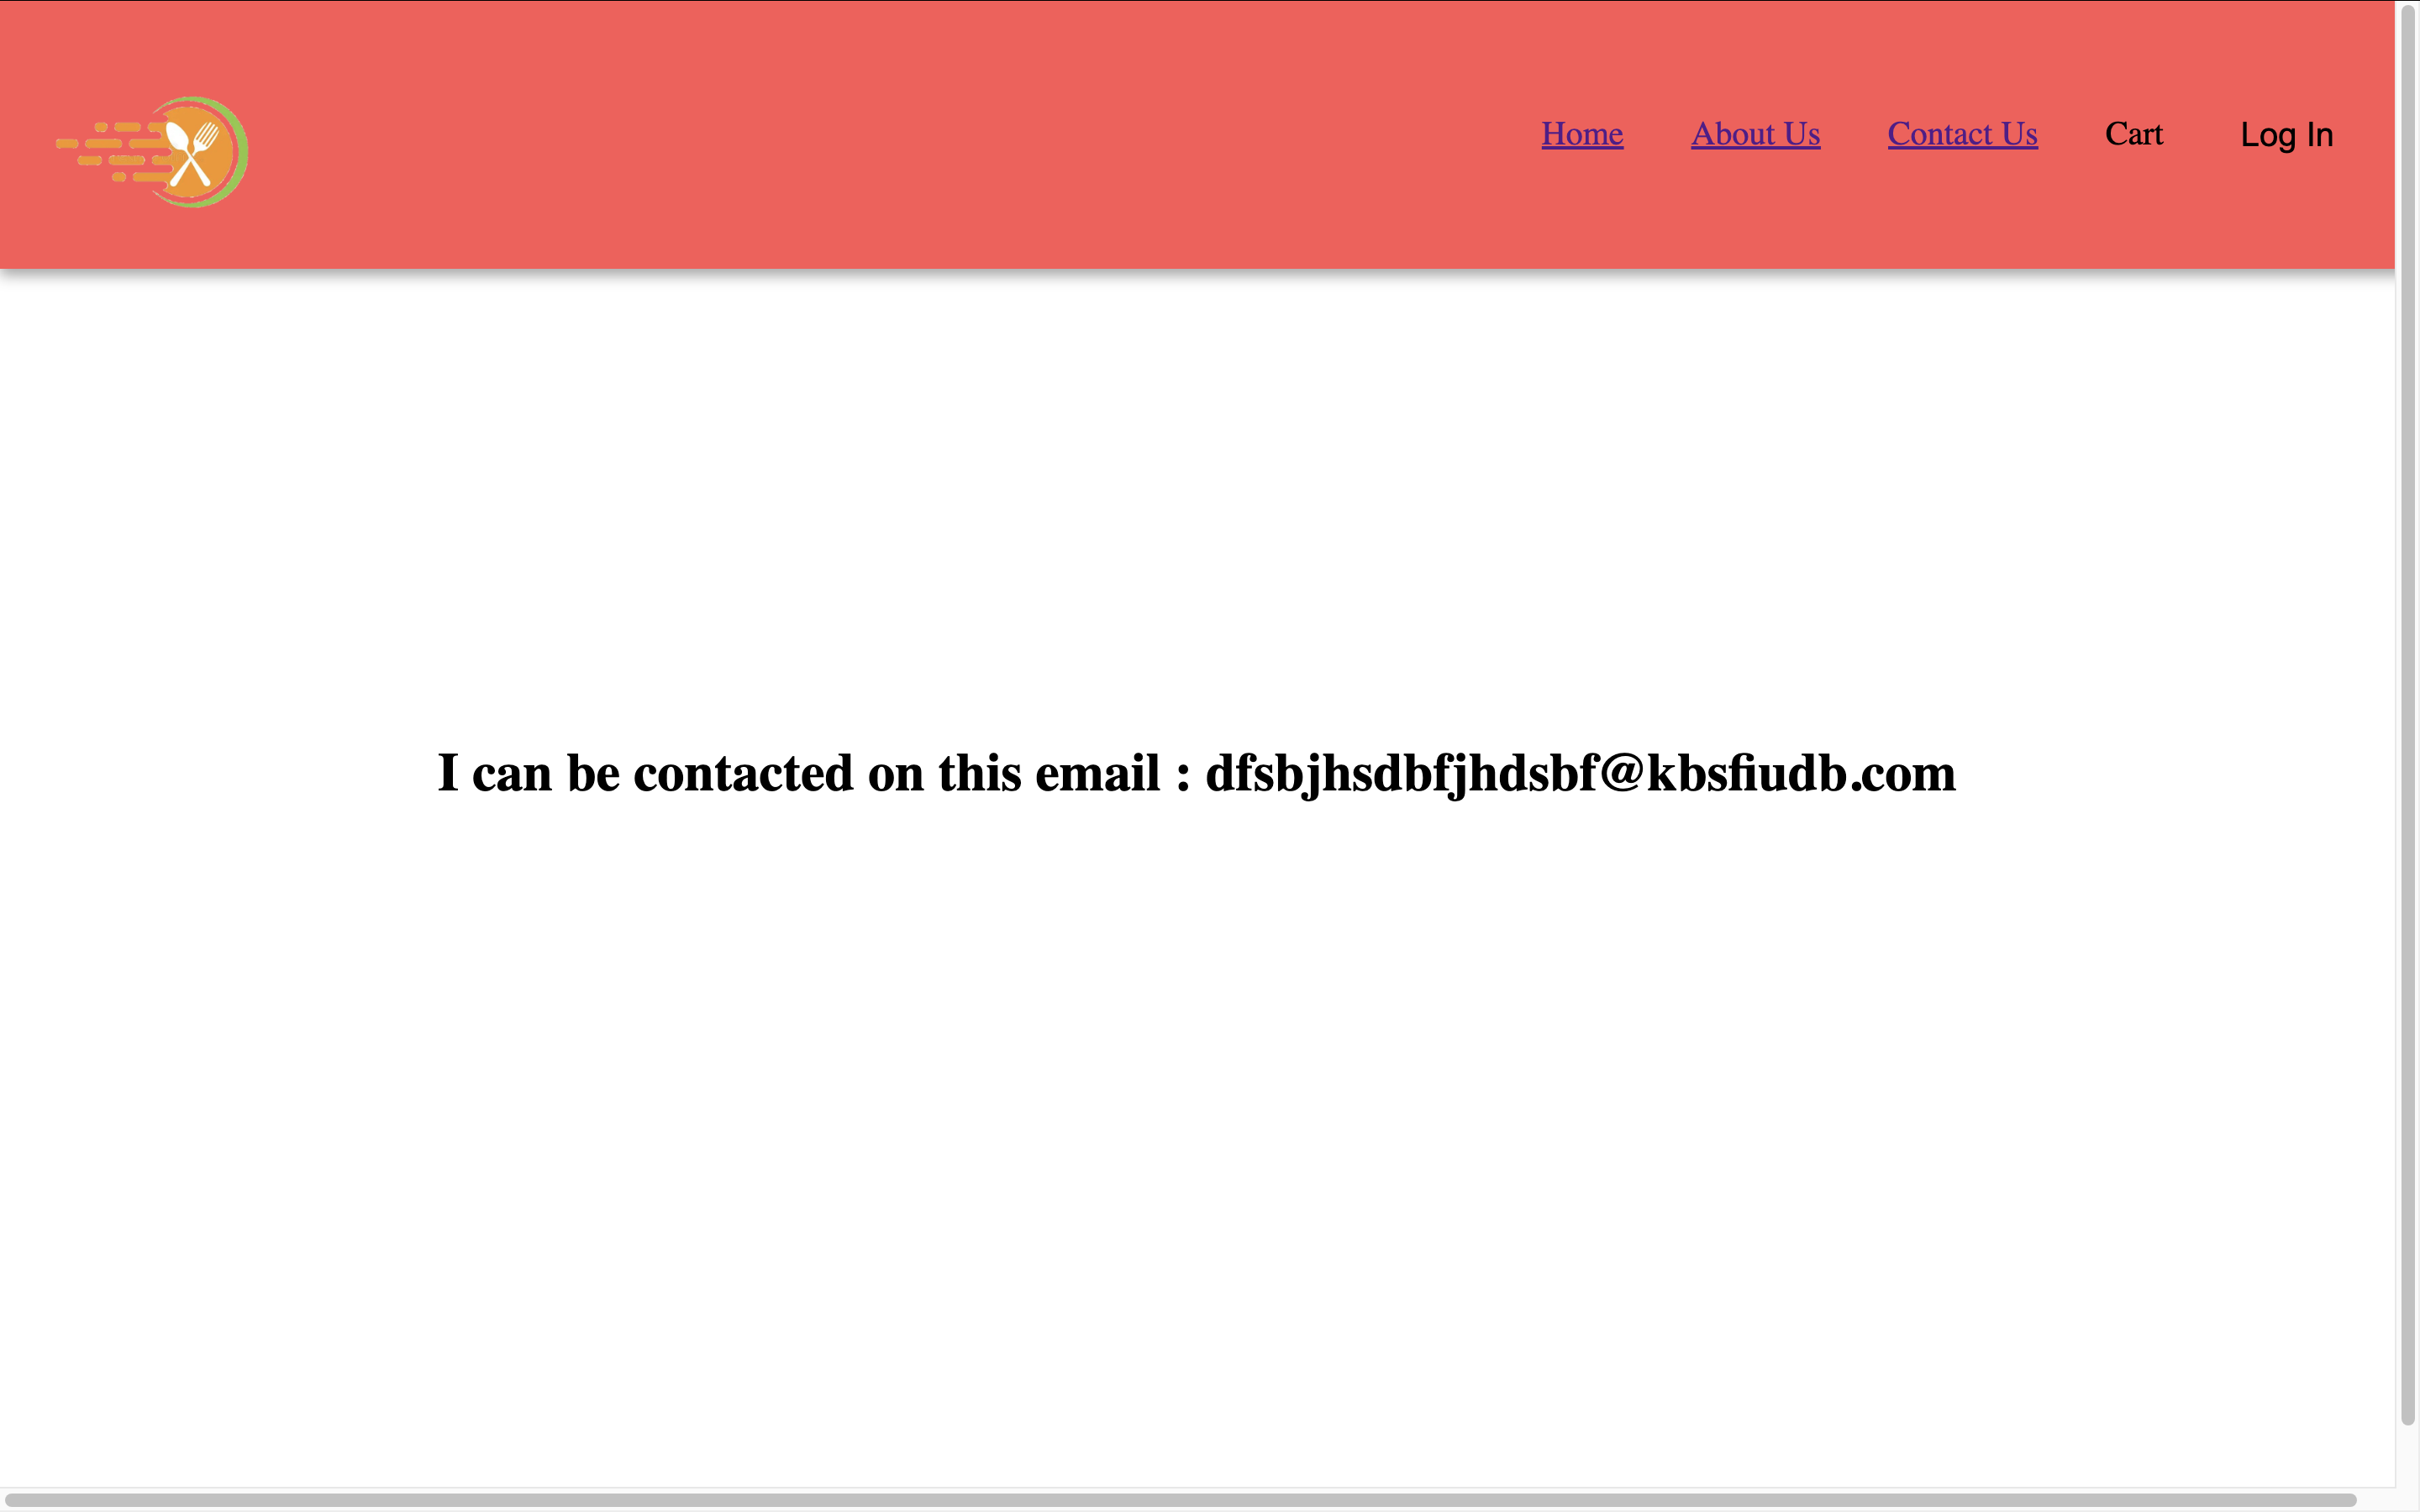 Home About Us Contact Us Cart Log In
I can be contacted on this email : dfsbjhsdbfjhdsbf@kbsfiudb.com